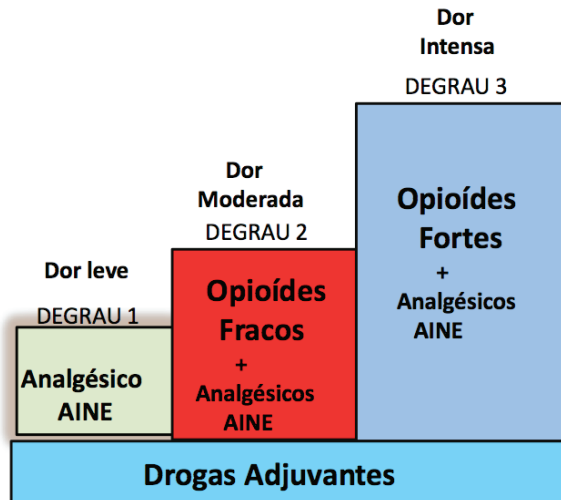 Dor leve
DEGRAU 1
Analgésico
AINE
Dor
Moderada
DEGRAU 2
Opioídes
Fracos
+
Analgésicos
AINE
Dor
Intensa
DEGRAU 3
Opioídes
Fortes
+
Analgésicos
AINE
Drogas Adjuvantes